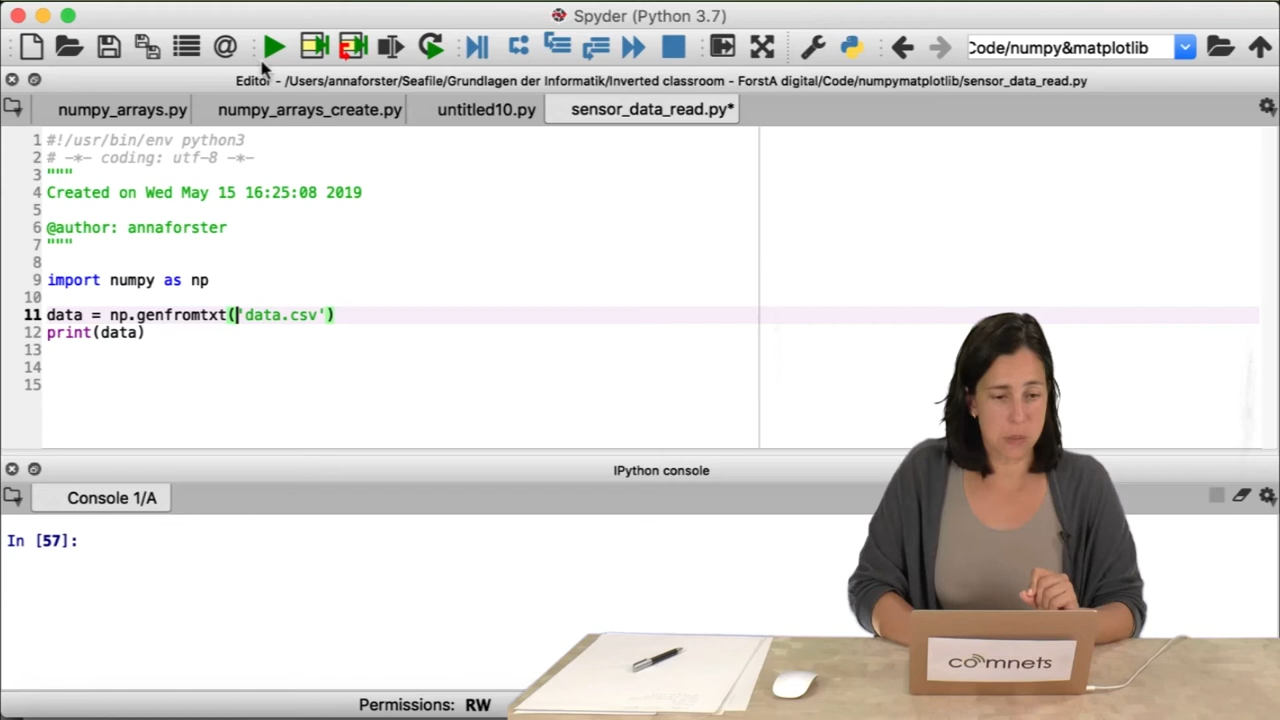 Spyder (Python 3.7)
Code/numpy&matplotlib
Editor - /Users/annaforster/Seafile/Grundlagen der Informatik/Inverted classroom - ForstA digital/Code/numpymatplotlib/sensor_data_read.py
numpy_arrays.py
numpy_arrays_create.py
untitled10.py
sensor_data_read.py*
1 #!/usr/bin/env python3
2 # -*- coding: utf-8 -*-
3 """
4 Created on Wed May 15 16:25:08 2019
5
6 @author: annaforster
7 """
8
9 import numpy as np
10
11 data = np.genfromtxt('data.csv')
12 print(data)
13
14
15
IPython console
Console 1/A
In [57]:
Permissions: RW
comnets